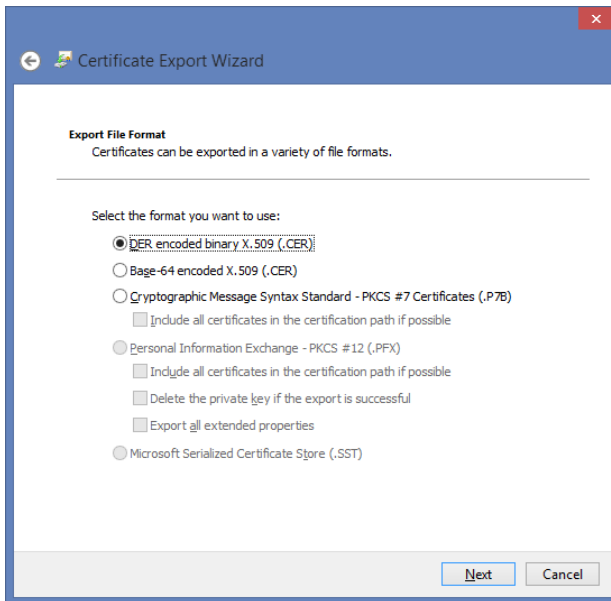 Certificate Export Wizard
Export File Format
Certificates can be exported in a variety of file formats.
Select the format you want to use:
DER encoded binary X.509 (.CER)
Base-64 encoded X.509 (.CER)
Cryptographic Message Syntax Standard - PKCS #7 Certificates (.P7B)
Include all certificates in the certification path if possible
Personal Information Exchange - PKCS #12 (.PFX)
Include all certificates in the certification path if possible
Delete the private key if the export is successful
Export all extended properties
Microsoft Serialized Certificate Store (.SST)
Next Cancel